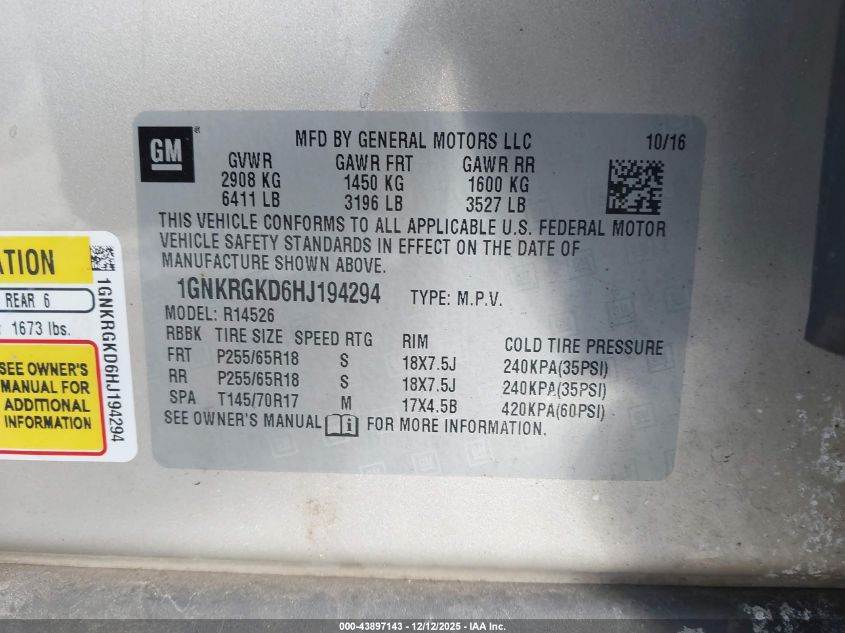 GM
MFD BY GENERAL MOTORS LLC 10/16
GVWR GAWR FRT GAWR RR
2908 KG 1450 KG 1600 KG
6411 LB 3196 LB 3527 LB
THIS VEHICLE CONFORMS TO ALL APPLICABLE U.S. FEDERAL MOTOR
VEHICLE SAFETY STANDARDS IN EFFECT ON THE DATE OF
MANUFACTURE SHOWN ABOVE.
1GNKRGKD6HJ194294 TYPE: M.P.V.
MODEL: R14526
RBBK TIRE SIZE SPEED RTG RIM COLD TIRE PRESSURE
FRT P255/65R18 S 18X7.5J 240KPA(35PSI)
RR P255/65R18 S 18X7.5J 240KPA(35PSI)
SPA T145/70R17 M 17X4.5B 420KPA(60PSI)
SEE OWNER'S MANUAL FOR MORE INFORMATION.
REAR 6
1673 lbs.
SEE OWNER'S
MANUAL FOR
ADDITIONAL
INFORMATION
1GNKRGKD6HJ194294
000-43897143 - 12/12/2025 - IAA Inc.